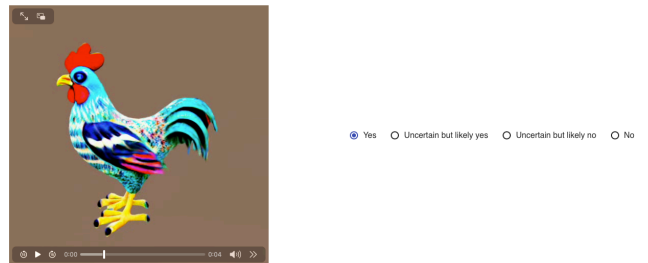 Yes
Uncertain but likely yes
Uncertain but likely no
No
0:00
0:04